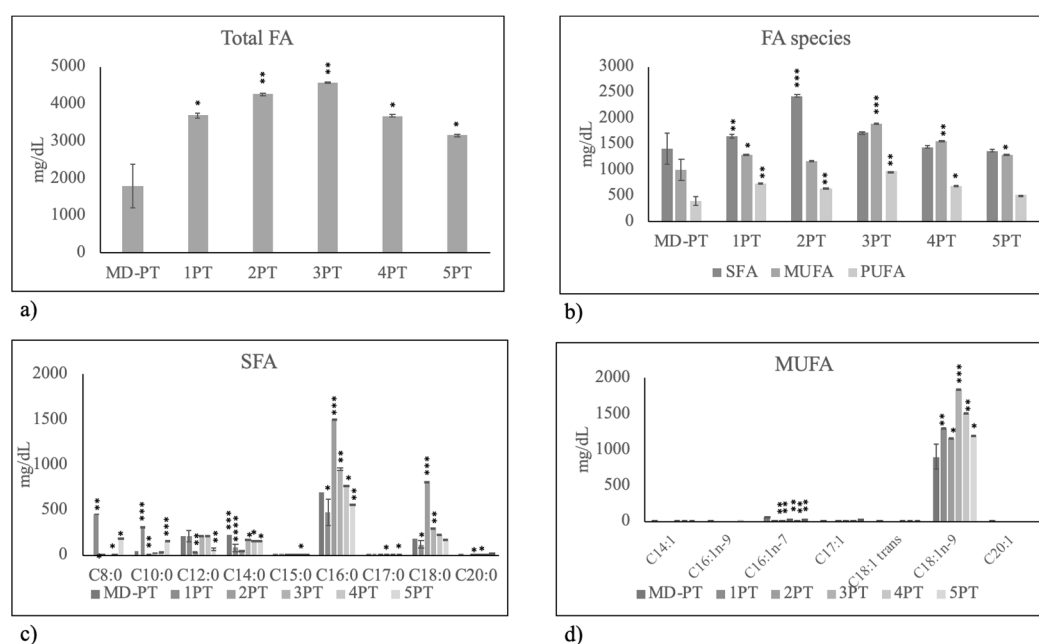 Total FA
mg/dL
5000
4000
3000
2000
1000
0
*
**
**
*
*
MD-PT 1PT 2PT 3PT 4PT 5PT
a)
FA species
mg/dL
3000
2500
2000
1500
1000
500
0
**
*
**
***
**
***
**
**
*
*
MD-PT 1PT 2PT 3PT 4PT 5PT
SFA MUFA PUFA
b)
SFA
mg/dL
2000
1500
1000
500
0
C8:0 C10:0 C12:0 C14:0 C15:0 C16:0 C17:0 C18:0 C20:0
MD-PT 1PT 2PT 3PT 4PT 5PT
c)
MUFA
mg/dL
2000
1500
1000
500
0
**
*
***
**
*
C14:1
C16:1n-9
C16:1n-7
C17:1
C18:1 trans
C18:1n-9
C20:1
MD-PT 1PT 2PT 3PT 4PT 5PT
d)